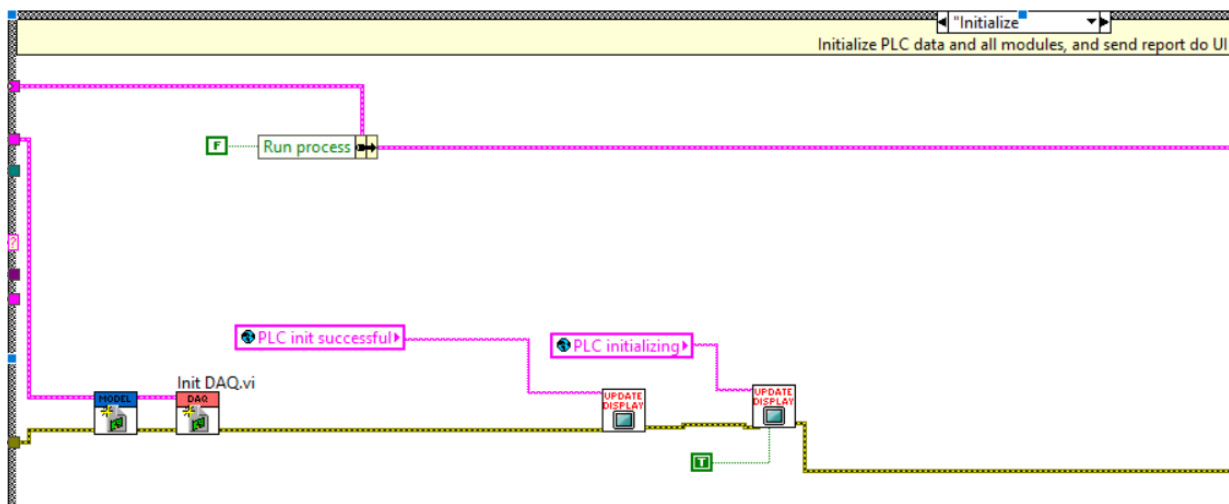 "Initialize
Initialize PLC data and all modules, and send report do UI
F
Run process
?
PLC init successful
PLC initializing
Init DAQ.vi
MODEL
DAQ
UPDATE
DISPLAY
UPDATE
DISPLAY
T